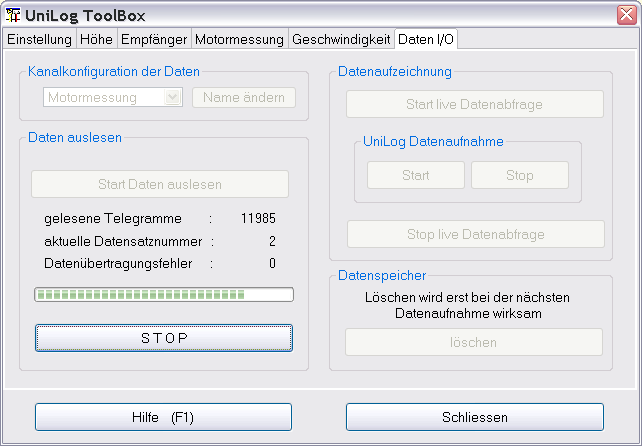 UniLog ToolBox
Einstellung Höhe Empfänger Motormessung Geschwindigkeit Daten I/O
Kanalkonfiguration der Daten
Motormessung Name ändern
Daten auslesen
Start Daten auslesen
gelesene Telegramme : 11985
aktuelle Datensatznummer : 2
Datenübertragungsfehler : 0
S T O P
Datenaufzeichnung
Start live Datenabfrage
UniLog Datenaufnahme
Start Stop
Stop live Datenabfrage
Datenspeicher
Löschen wird erst bei der nächsten
Datenaufnahme wirksam
löschen
Hilfe (F1) Schliessen